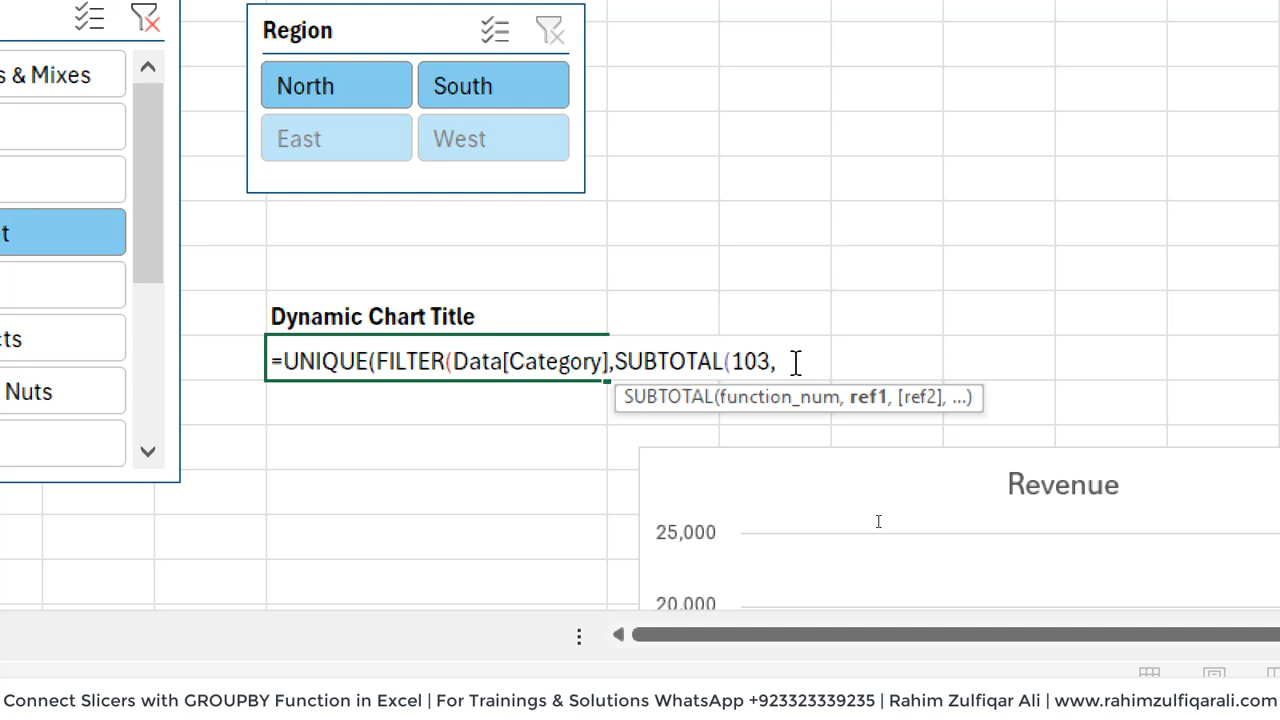 Region
s & Mixes
North South
East West
t
cts
Nuts
Dynamic Chart Title
=UNIQUE(FILTER(Data[Category],SUBTOTAL(103,
SUBTOTAL(function_num, ref1, [ref2], ...)
Revenue
25,000
20,000
Connect Slicers with GROUPBY Function in Excel | For Trainings & Solutions WhatsApp +923323339235 | Rahim Zulfiqar Ali | www.rahimzulfiqarali.com